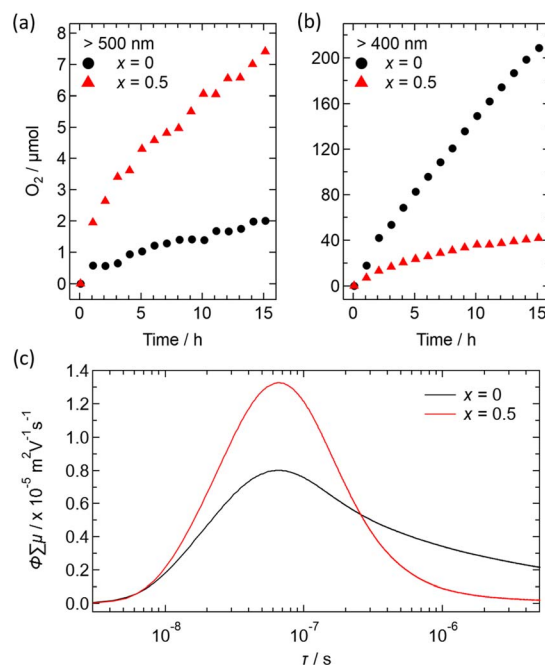 (a)
> 500 nm
x = 0
x = 0.5
O₂ / µmol
8
7
6
5
4
3
2
1
0
0 5 10 15
Time / h
(b)
> 400 nm
x = 0
x = 0.5
200
160
120
80
40
0
0 5 10 15
Time / h
(c)
x = 0
x = 0.5
ΦΣμ / x 10⁻⁵ m²V⁻¹s⁻¹
1.4
1.2
1.0
0.8
0.6
0.4
0.2
0.0
10⁻⁸ 10⁻⁷ 10⁻⁶
τ / s